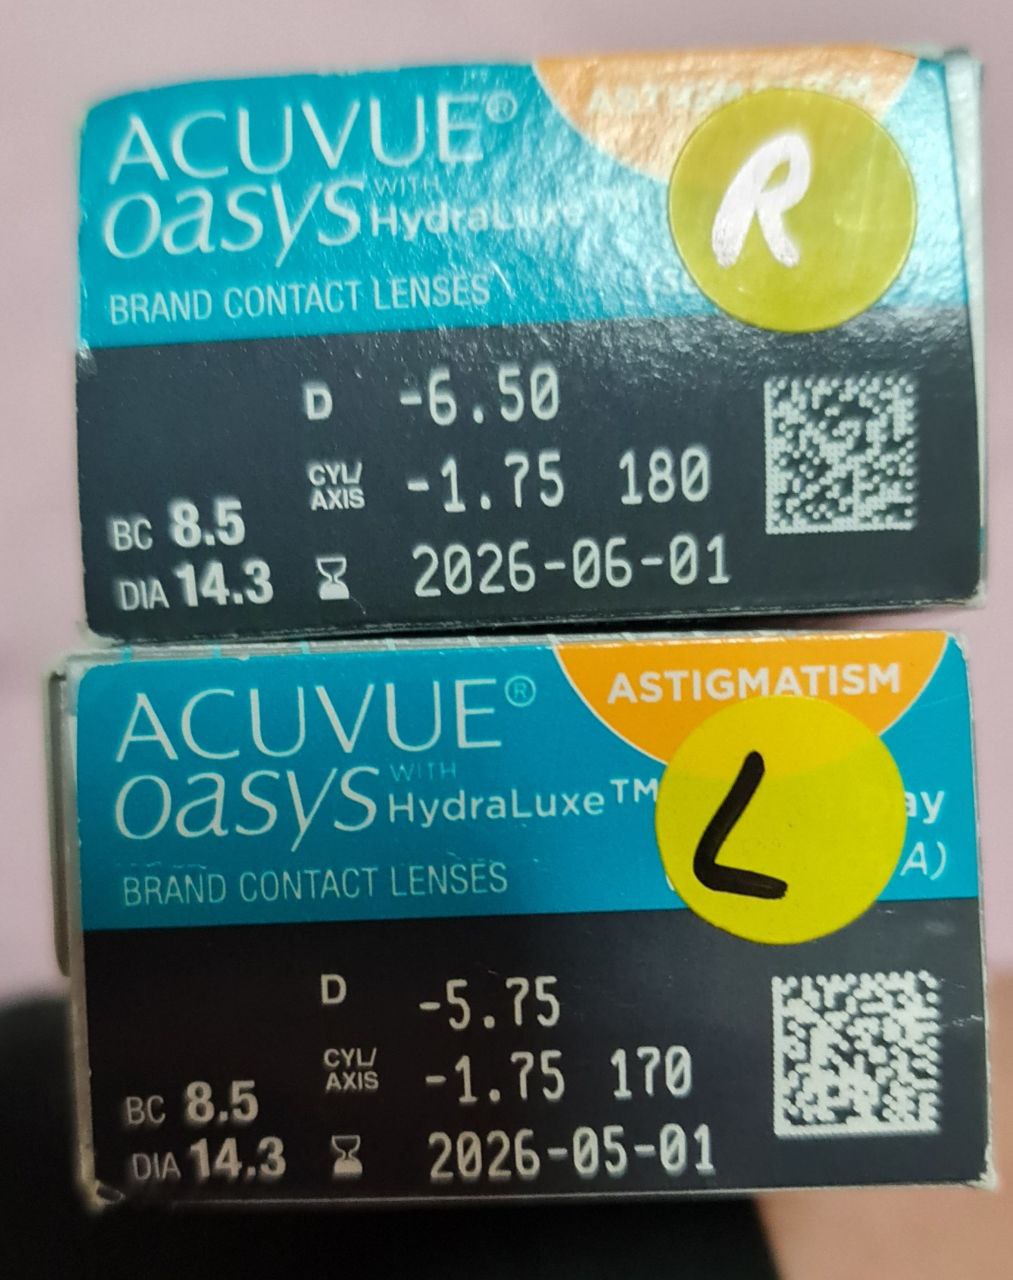 ASTIGMATISM
ACUVUE®
oasys WITH HydraLuxe™
R
BRAND CONTACT LENSES
D -6.50
CYL/AXIS -1.75 180
BC 8.5
DIA 14.3
2026-06-01
ASTIGMATISM
ACUVUE®
oasys WITH HydraLuxe™
L
BRAND CONTACT LENSES
D -5.75
CYL/AXIS -1.75 170
BC 8.5
DIA 14.3
2026-05-01